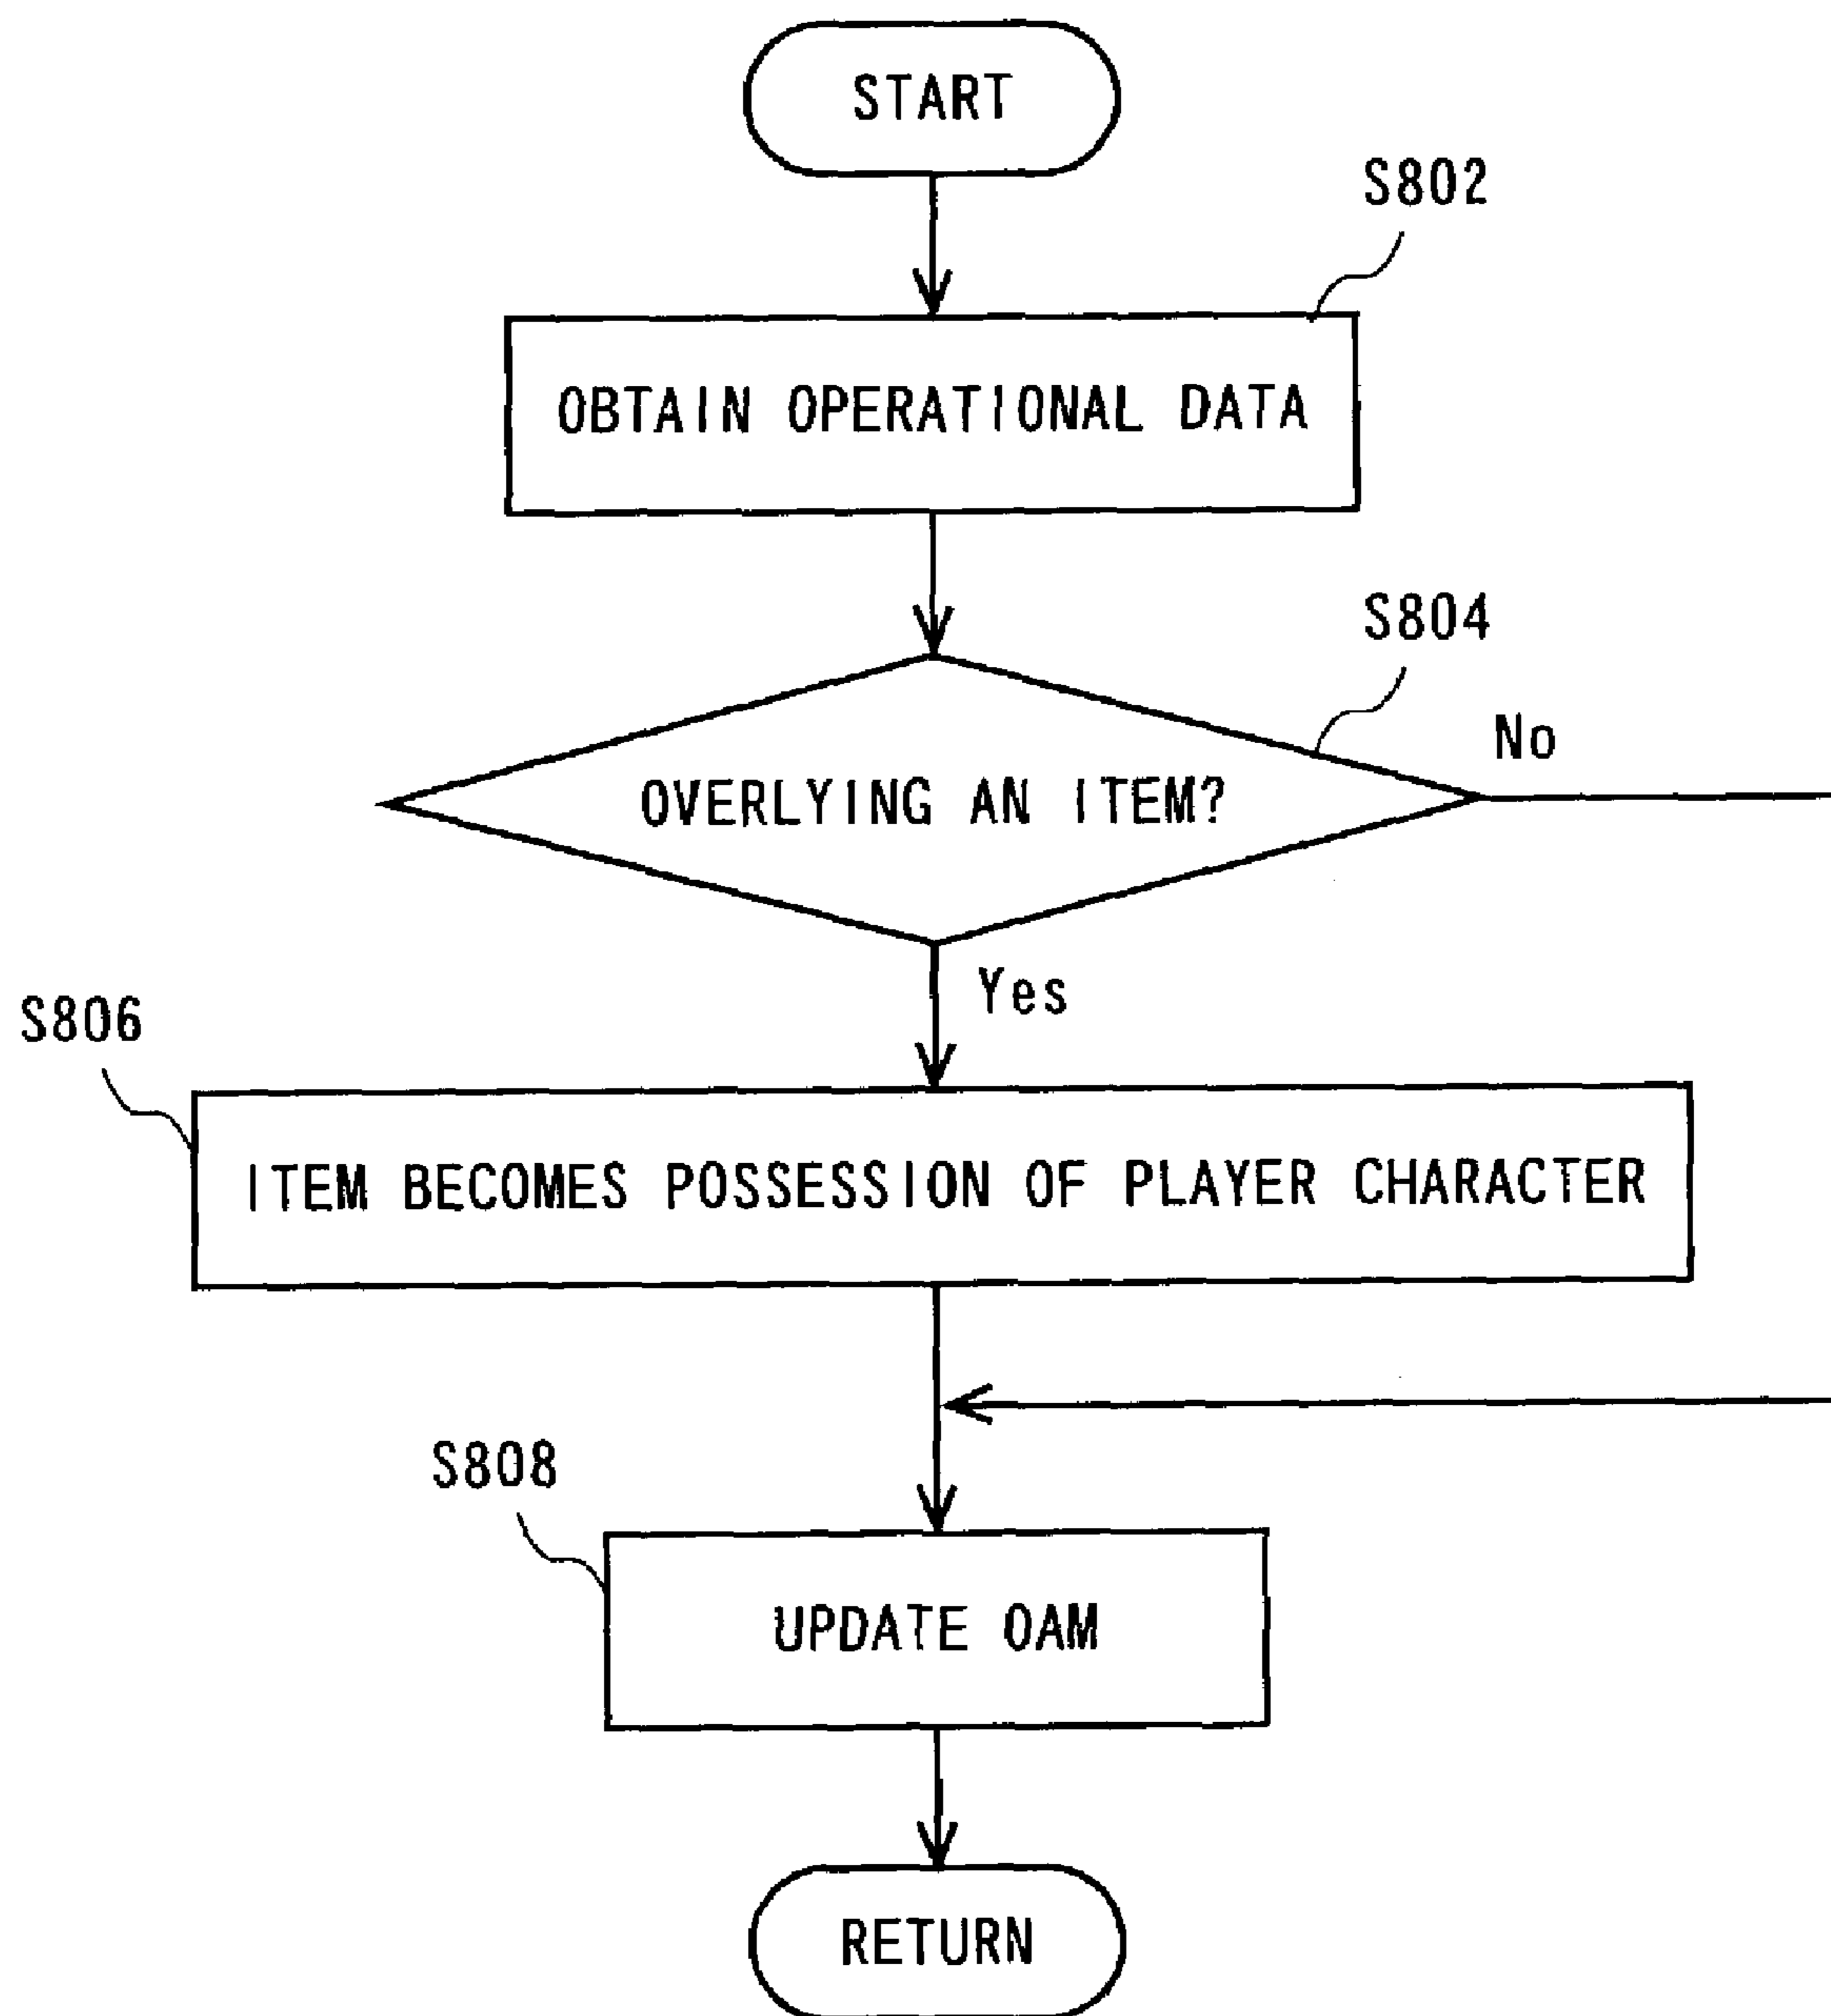 START
S802
OBTAIN OPERATIONAL DATA
S804
No
OVERLYING AN ITEM?
Yes
S806
ITEM BECOMES POSSESSION OF PLAYER CHARACTER
S808
UPDATE OAM
RETURN